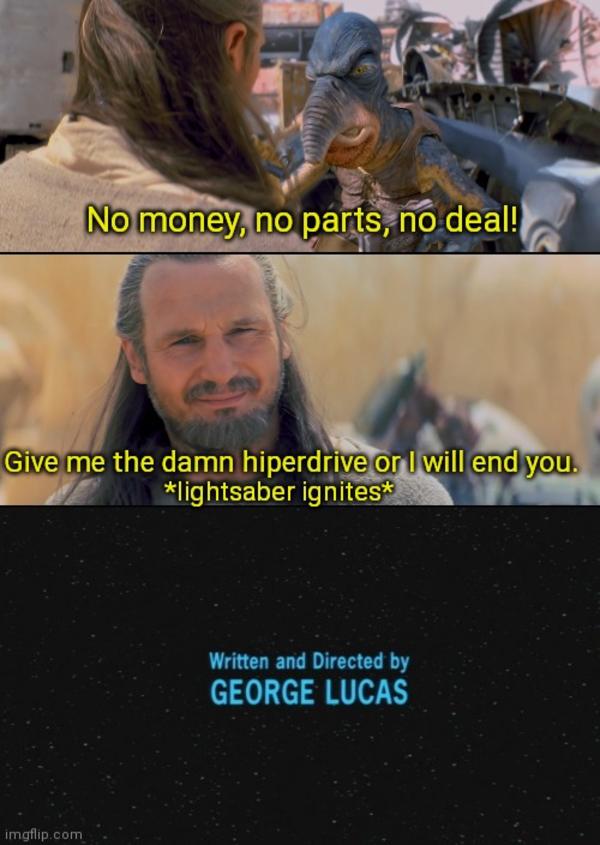 No money, no parts, no deal!
Give me the damn hiperdrive or I will end you.
*lightsaber ignites*
Written and Directed by
GEORGE LUCAS
imgflip.com